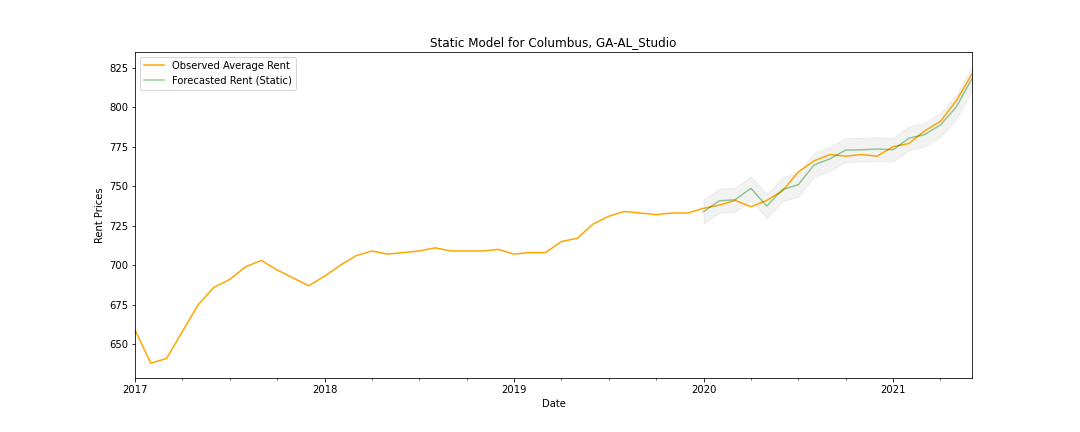 Static Model for Columbus, GA-AL_Studio
Observed Average Rent
Forecasted Rent (Static)
825
800
775
750
725
700
675
650
Rent Prices
2017 2018 2019 2020 2021
Date